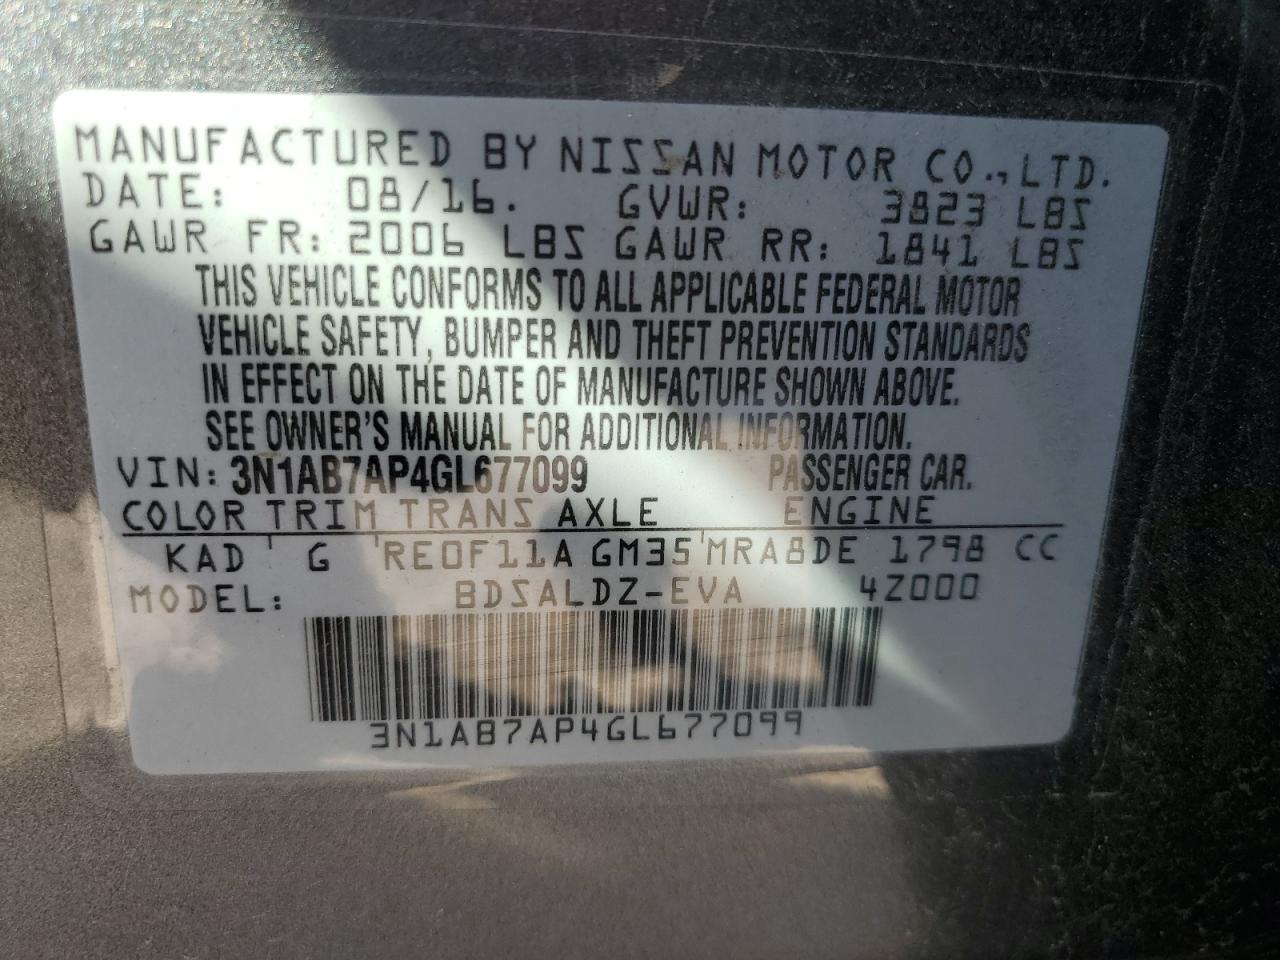 MANUFACTURED BY NISSAN MOTOR CO., LTD.
DATE: 08/16. GVWR: 3823 LBS
GAWR FR: 2006 LBS GAWR RR: 1841 LBS
THIS VEHICLE CONFORMS TO ALL APPLICABLE FEDERAL MOTOR
VEHICLE SAFETY, BUMPER AND THEFT PREVENTION STANDARDS
IN EFFECT ON THE DATE OF MANUFACTURE SHOWN ABOVE.
SEE OWNER'S MANUAL FOR ADDITIONAL INFORMATION.
VIN: 3N1AB7AP4GL677099 PASSENGER CAR.
COLOR TRIM TRANS AXLE ENGINE
KAD ' G 'RE0F11A GM35'MRA8DE 1798 CC
MODEL: BDSALDZ-EVA 4Z000
3N1AB7AP4GL677099